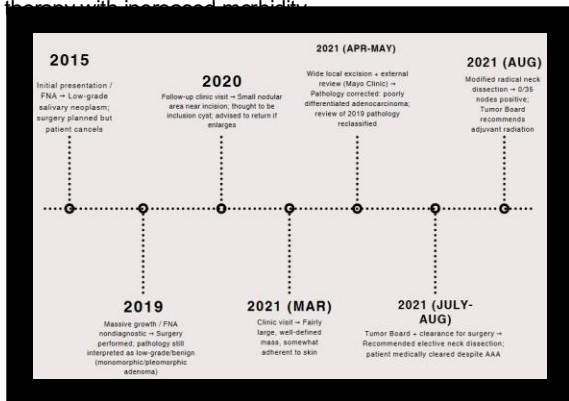 therapy with increased morbidity
2015
Initial presentation /
FNA → Low-grade
salivary neoplasm;
surgery planned but
patient cancels
2020
Follow-up clinic visit → Small nodular
area near incision; thought to be
inclusion cyst; advised to return if
enlarges
2021 (APR-MAY)
Wide local excision + external
review (Mayo Clinic) →
Pathology corrected: poorly
differentiated adenocarcinoma;
review of 2019 pathology
reclassified
2021 (AUG)
Modified radical neck
dissection → 0/35
nodes positive;
Tumor Board
recommends
adjuvant radiation
2019
Massive growth / FNA
nondiagnostic → Surgery
performed; pathology still
interpreted as low-grade/benign
(monomorphic/pleomorphic
adenoma)
2021 (MAR)
Clinic visit → Fairly
large, well-defined
mass, somewhat
adherent to skin
2021 (JULY-
AUG)
Tumor Board + clearance for surgery →
Recommended elective neck dissection;
patient medically cleared despite AAA